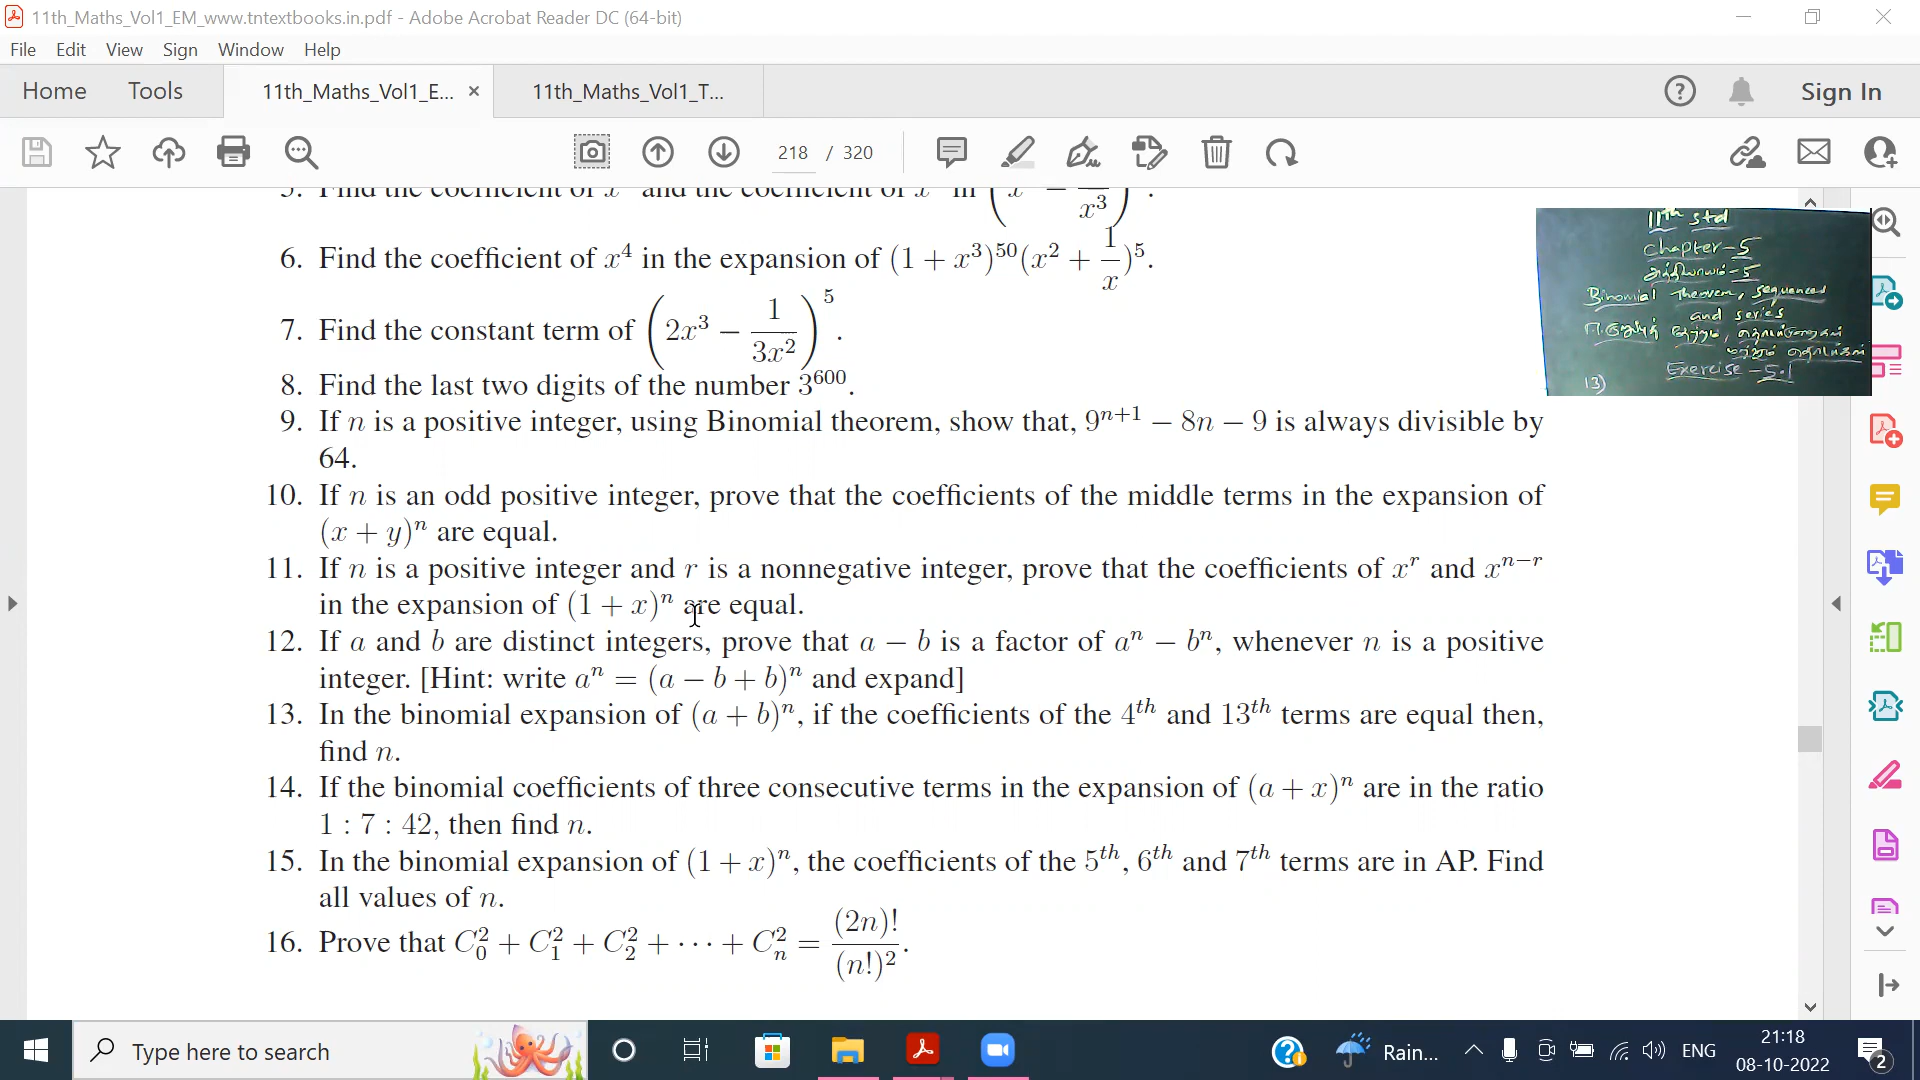 11th_Maths_Vol1_EM_www.tntextbooks.in.pdf - Adobe Acrobat Reader DC (64-bit)
File Edit View Sign Window Help
Home Tools 11th_Maths_Vol1_E... × 11th_Maths_Vol1_T... Sign In
218 / 320
6. Find the coefficient of x⁴ in the expansion of (1 + x³)⁵⁰(x² + 1/x)⁵.
7. Find the constant term of (2x³ − 1/(3x²))⁵.
8. Find the last two digits of the number 3⁶⁰⁰.
9. If n is a positive integer, using Binomial theorem, show that, 9ⁿ⁺¹ − 8n − 9 is always divisible by
64.
10. If n is an odd positive integer, prove that the coefficients of the middle terms in the expansion of
(x + y)ⁿ are equal.
11. If n is a positive integer and r is a nonnegative integer, prove that the coefficients of xʳ and xⁿ⁻ʳ
in the expansion of (1 + x)ⁿ are equal.
12. If a and b are distinct integers, prove that a − b is a factor of aⁿ − bⁿ, whenever n is a positive
integer. [Hint: write aⁿ = (a − b + b)ⁿ and expand]
13. In the binomial expansion of (a + b)ⁿ, if the coefficients of the 4ᵗʰ and 13ᵗʰ terms are equal then,
find n.
14. If the binomial coefficients of three consecutive terms in the expansion of (a + x)ⁿ are in the ratio
1 : 7 : 42, then find n.
15. In the binomial expansion of (1 + x)ⁿ, the coefficients of the 5ᵗʰ, 6ᵗʰ and 7ᵗʰ terms are in AP. Find
all values of n.
16. Prove that C₀² + C₁² + C₂² + ··· + Cₙ² = (2n)!/(n!)².
11th std
Chapter - 5
அத்தியாயம் - 5
Binomial Theorem, Sequences
and series
மற்றும் தொடர்கள்
Exercise - 5.1
13)
Type here to search
Rain... ENG 21:18
08-10-2022
2